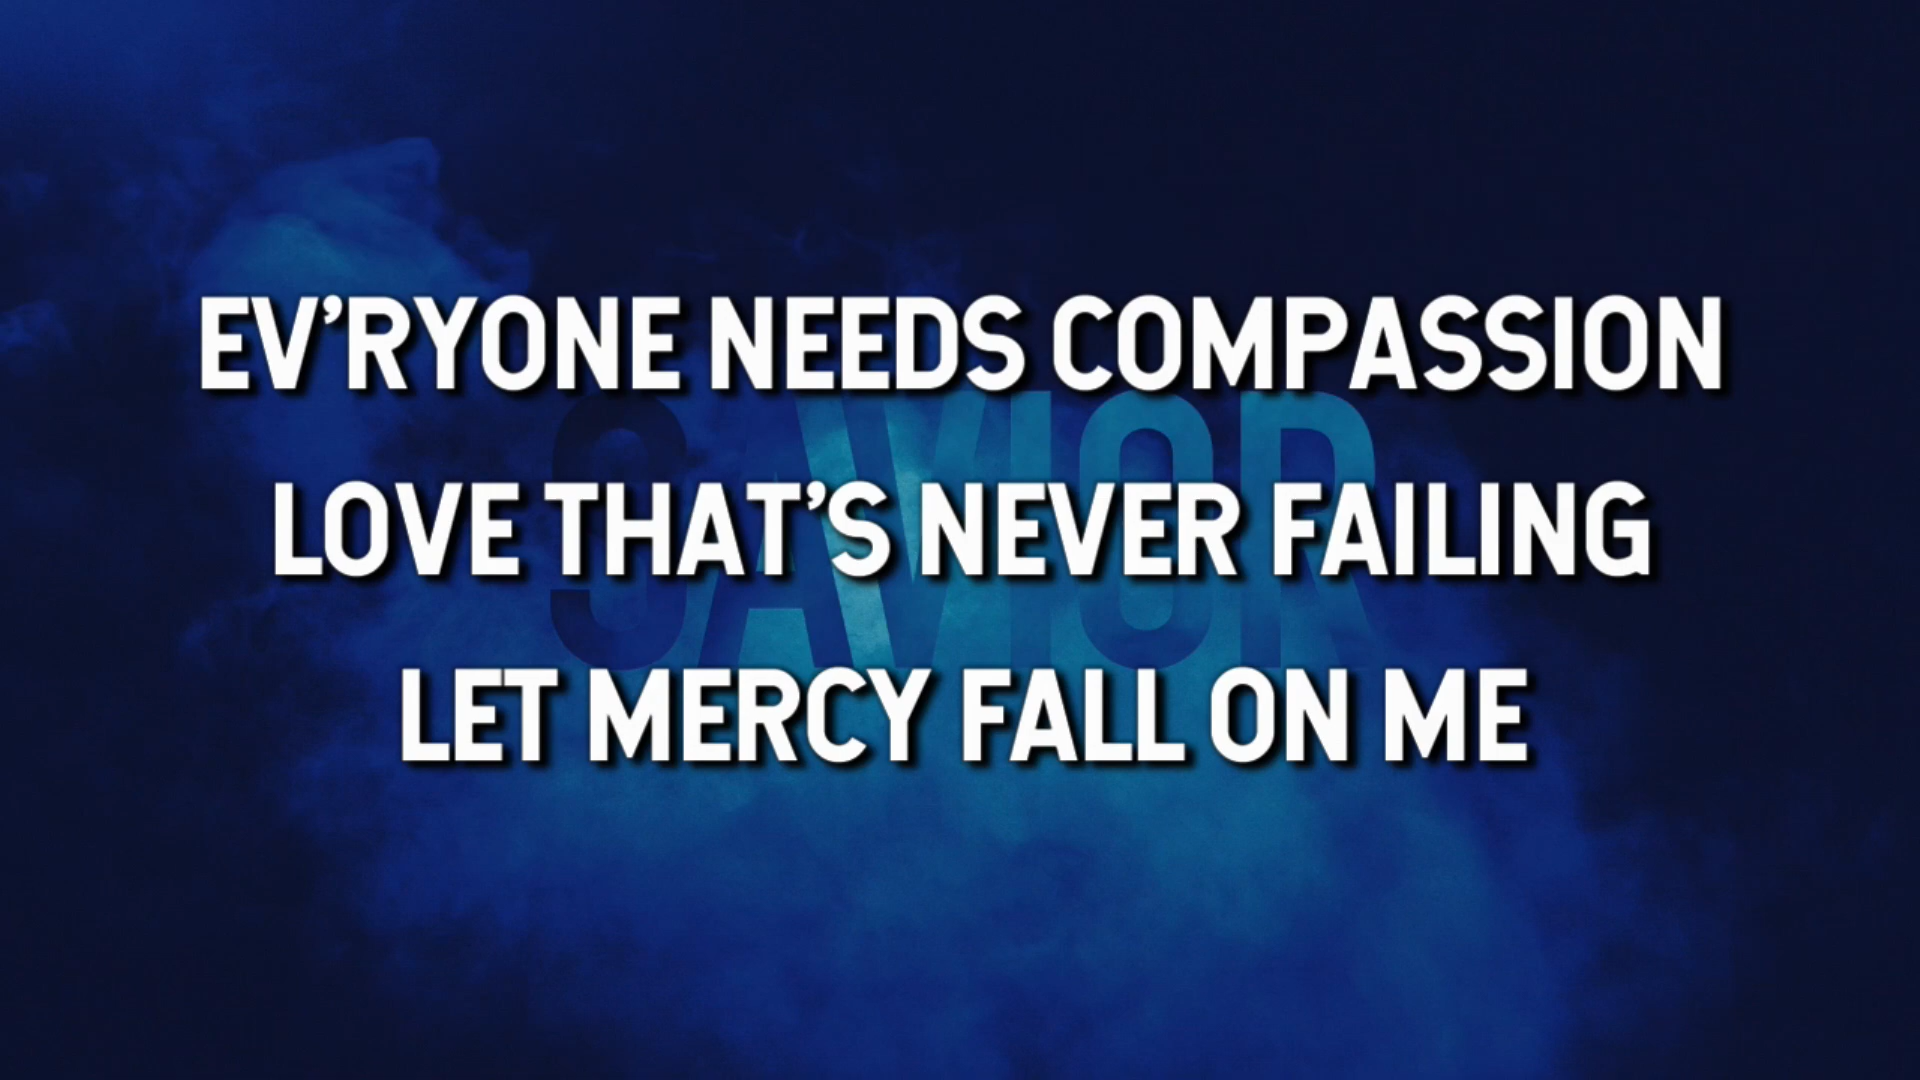 EV’RYONE NEEDS COMPASSION
SAVIOR
LOVE THAT’S NEVER FAILING
LET MERCY FALL ON ME